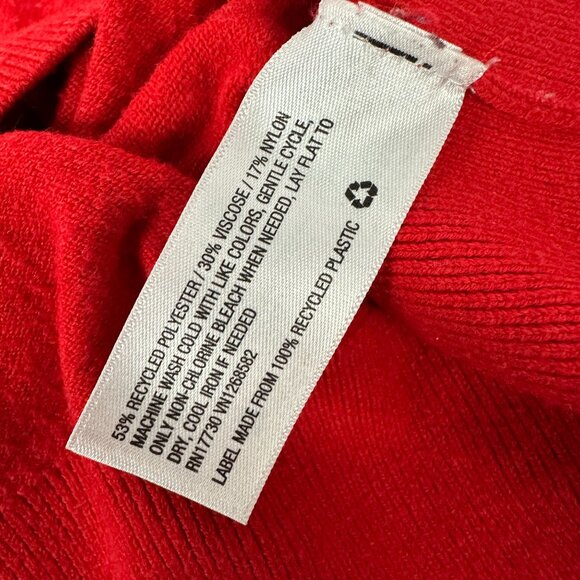 53% RECYCLED POLYESTER / 30% VISCOSE / 17% NYLON
MACHINE WASH COLD WITH LIKE COLORS, GENTLE CYCLE,
ONLY NON-CHLORINE BLEACH WHEN NEEDED, LAY FLAT TO
DRY, COOL IRON IF NEEDED
RN17730 VN1268582
LABEL MADE FROM 100% RECYCLED PLASTIC